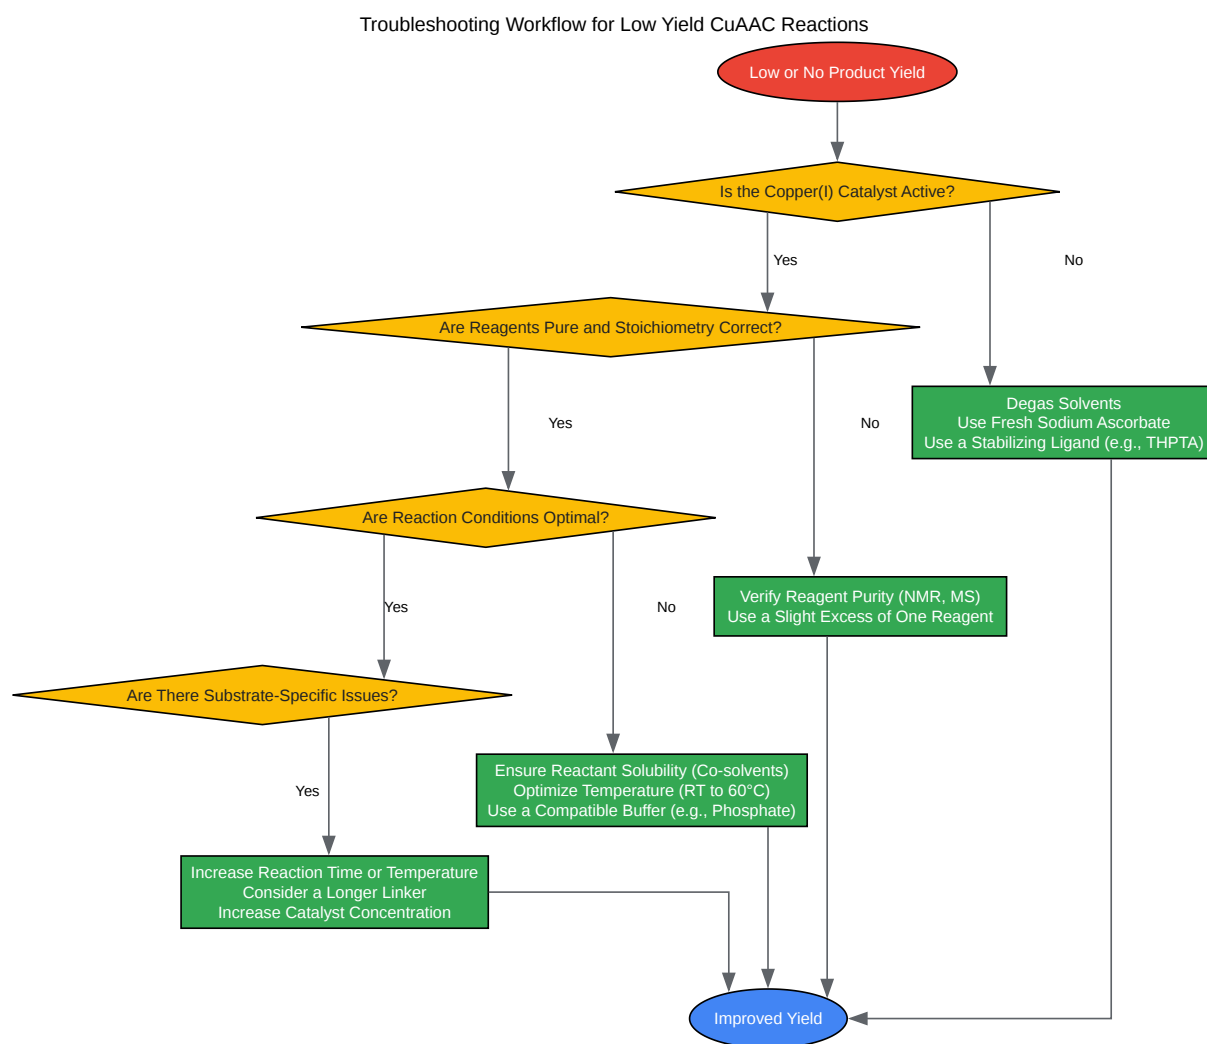 Troubleshooting Workflow for Low Yield CuAAC Reactions
Low or No Product Yield
Is the Copper(I) Catalyst Active?
Yes
No
Are Reagents Pure and Stoichiometry Correct?
Degas Solvents
Use Fresh Sodium Ascorbate
Use a Stabilizing Ligand (e.g., THPTA)
Yes
No
Are Reaction Conditions Optimal?
Verify Reagent Purity (NMR, MS)
Use a Slight Excess of One Reagent
Yes
No
Are There Substrate-Specific Issues?
Ensure Reactant Solubility (Co-solvents)
Optimize Temperature (RT to 60°C)
Use a Compatible Buffer (e.g., Phosphate)
Yes
Increase Reaction Time or Temperature
Consider a Longer Linker
Increase Catalyst Concentration
Improved Yield